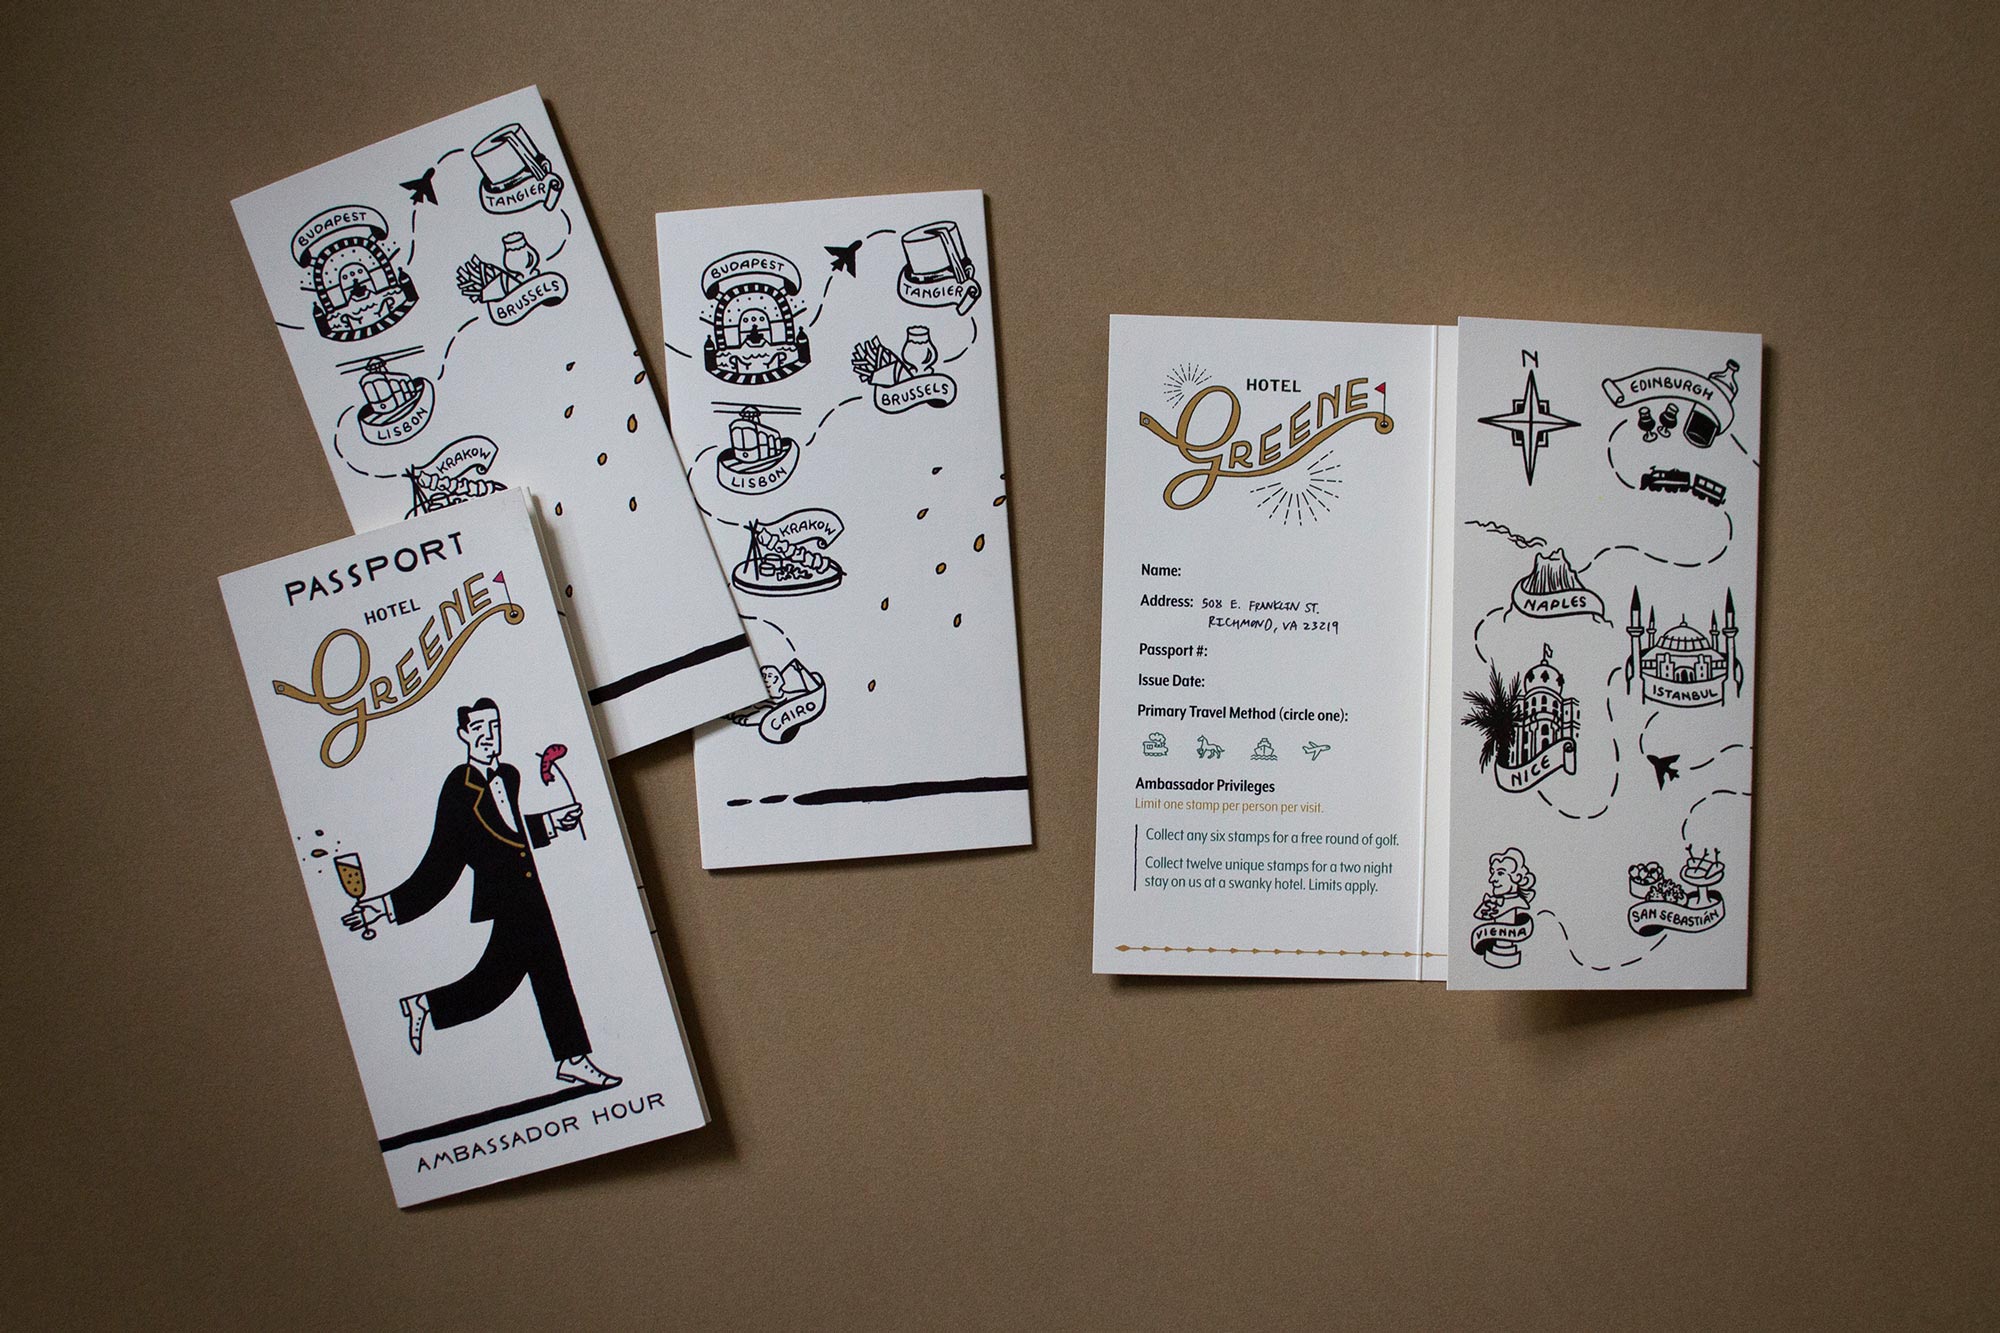 BUDAPEST
TANGIER
BRUSSELS
LISBON
KRAKOW
PASSPORT
HOTEL
GREENE
AMBASSADOR HOUR
BUDAPEST
TANGIER
BRUSSELS
LISBON
KRAKOW
CAIRO
HOTEL
GREENE
Name:
Address: 508 E. FRANKLIN ST.
RICHMOND, VA 23219
Passport #:
Issue Date:
Primary Travel Method (circle one):
Ambassador Privileges
Limit one stamp per person per visit.
Collect any six stamps for a free round of golf.
Collect twelve unique stamps for a two night
stay on us at a swanky hotel. Limits apply.
N
EDINBURGH
NAPLES
ISTANBUL
NICE
VIENNA
SAN SEBASTIÁN